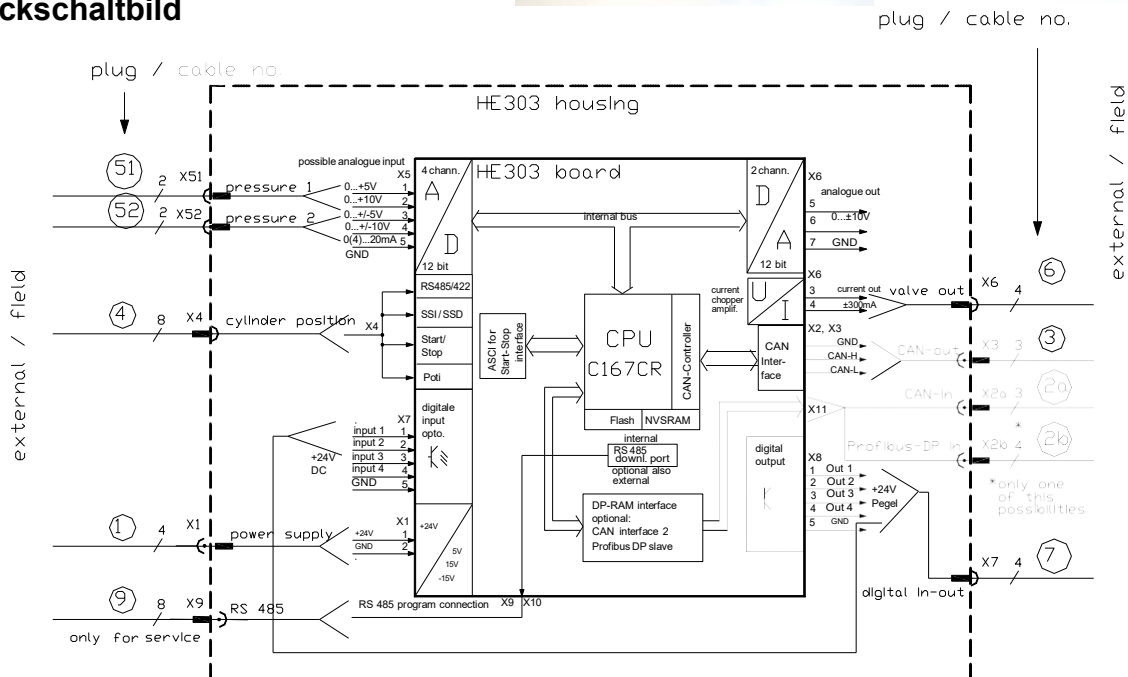 ckschaltbild
plug / cable no.
plug / cable no.
external / field
external / field
HE303 housing
HE303 board
51
2
X51
pressure 1
52
2
X52
pressure 2
possible analogue input
X5
0...+5V
1
0...+10V
2
0...+/-5V
3
0...+/-10V
4
0(4)...20mA
5
GND
4 chann.
A
D
12 bit
internal bus
2 chann.
D
A
12 bit
X6
analogue out
5
6
0...±10V
7
GND
4
8
X4
cylinder position
X4
RS485/422
SSI / SSD
Start/
Stop
Poti
ASCI for
Start-Stop
interface
CPU
C167CR
CAN-Controller
Flash
NVSRAM
current
chopper
amplif.
U
I
X6
3
current out
4
±300mA
valve out
X6
4
6
CAN
Inter-
face
X2, X3
GND
CAN-H
CAN-L
CAN-out
X3
3
3
CAN-in
X2a
3
2a
X11
Profibus-DP in
X2b
4
*
2b
*only one
of this
possibilities
digitale
input
opto.
X7
input 1
1
input 2
2
input 3
3
input 4
4
GND
5
+24V
DC
internal
RS 485
downl. port
optional also
external
DP-RAM interface
optional:
CAN interface 2
Profibus DP slave
digital
output
X8
1
Out 1
2
Out 2
3
Out 3
4
Out 4
5
GND
+24V
Pegel
1
4
X1
power supply
X1
+24V
1
GND
2
+24V
5V
15V
-15V
X7
4
7
digital in-out
9
8
X9
RS 485
RS 485 program connection
X9
X10
only for service